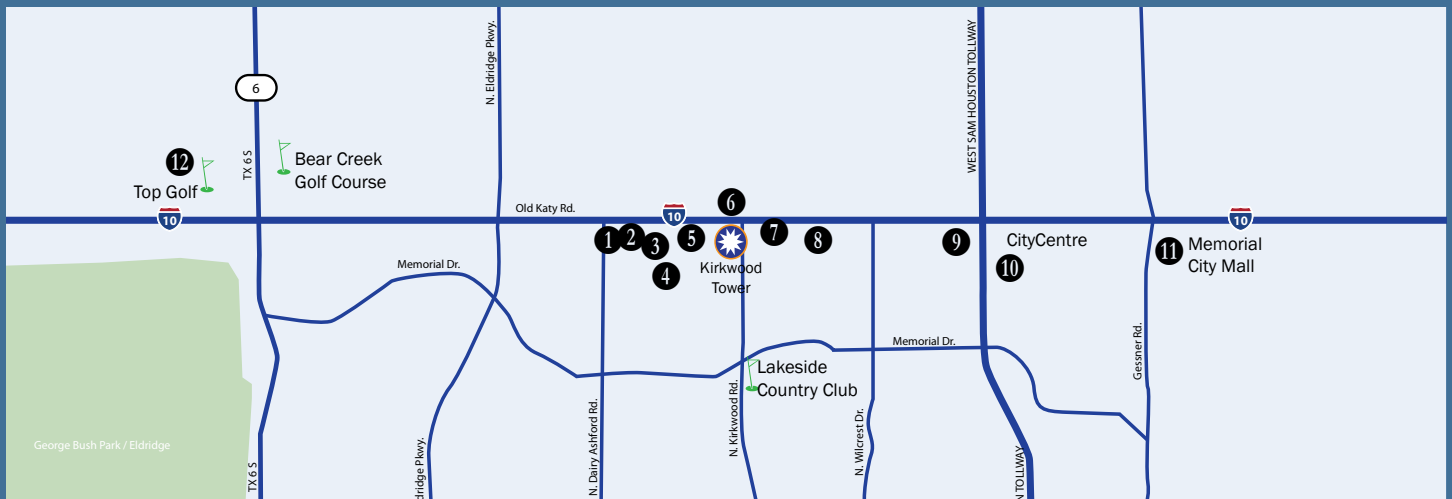 N. Eldridge Pkwy.
WEST SAM HOUSTON TOLLWAY
6
12
Top Golf
TX 6 S
Bear Creek
Golf Course
10
Old Katy Rd.
10
6
10
1
2
3
4
5
Kirkwood
Tower
7
8
9
CityCentre
10
11
Memorial
City Mall
Memorial Dr.
Memorial Dr.
Gessner Rd.
Lakeside
Country Club
George Bush Park / Eldridge
TX 6 S
dridge Pkwy.
N. Dairy Ashford Rd.
N. Kirkwood Rd.
N. Wilcrest Dr.
N TOLLWAY